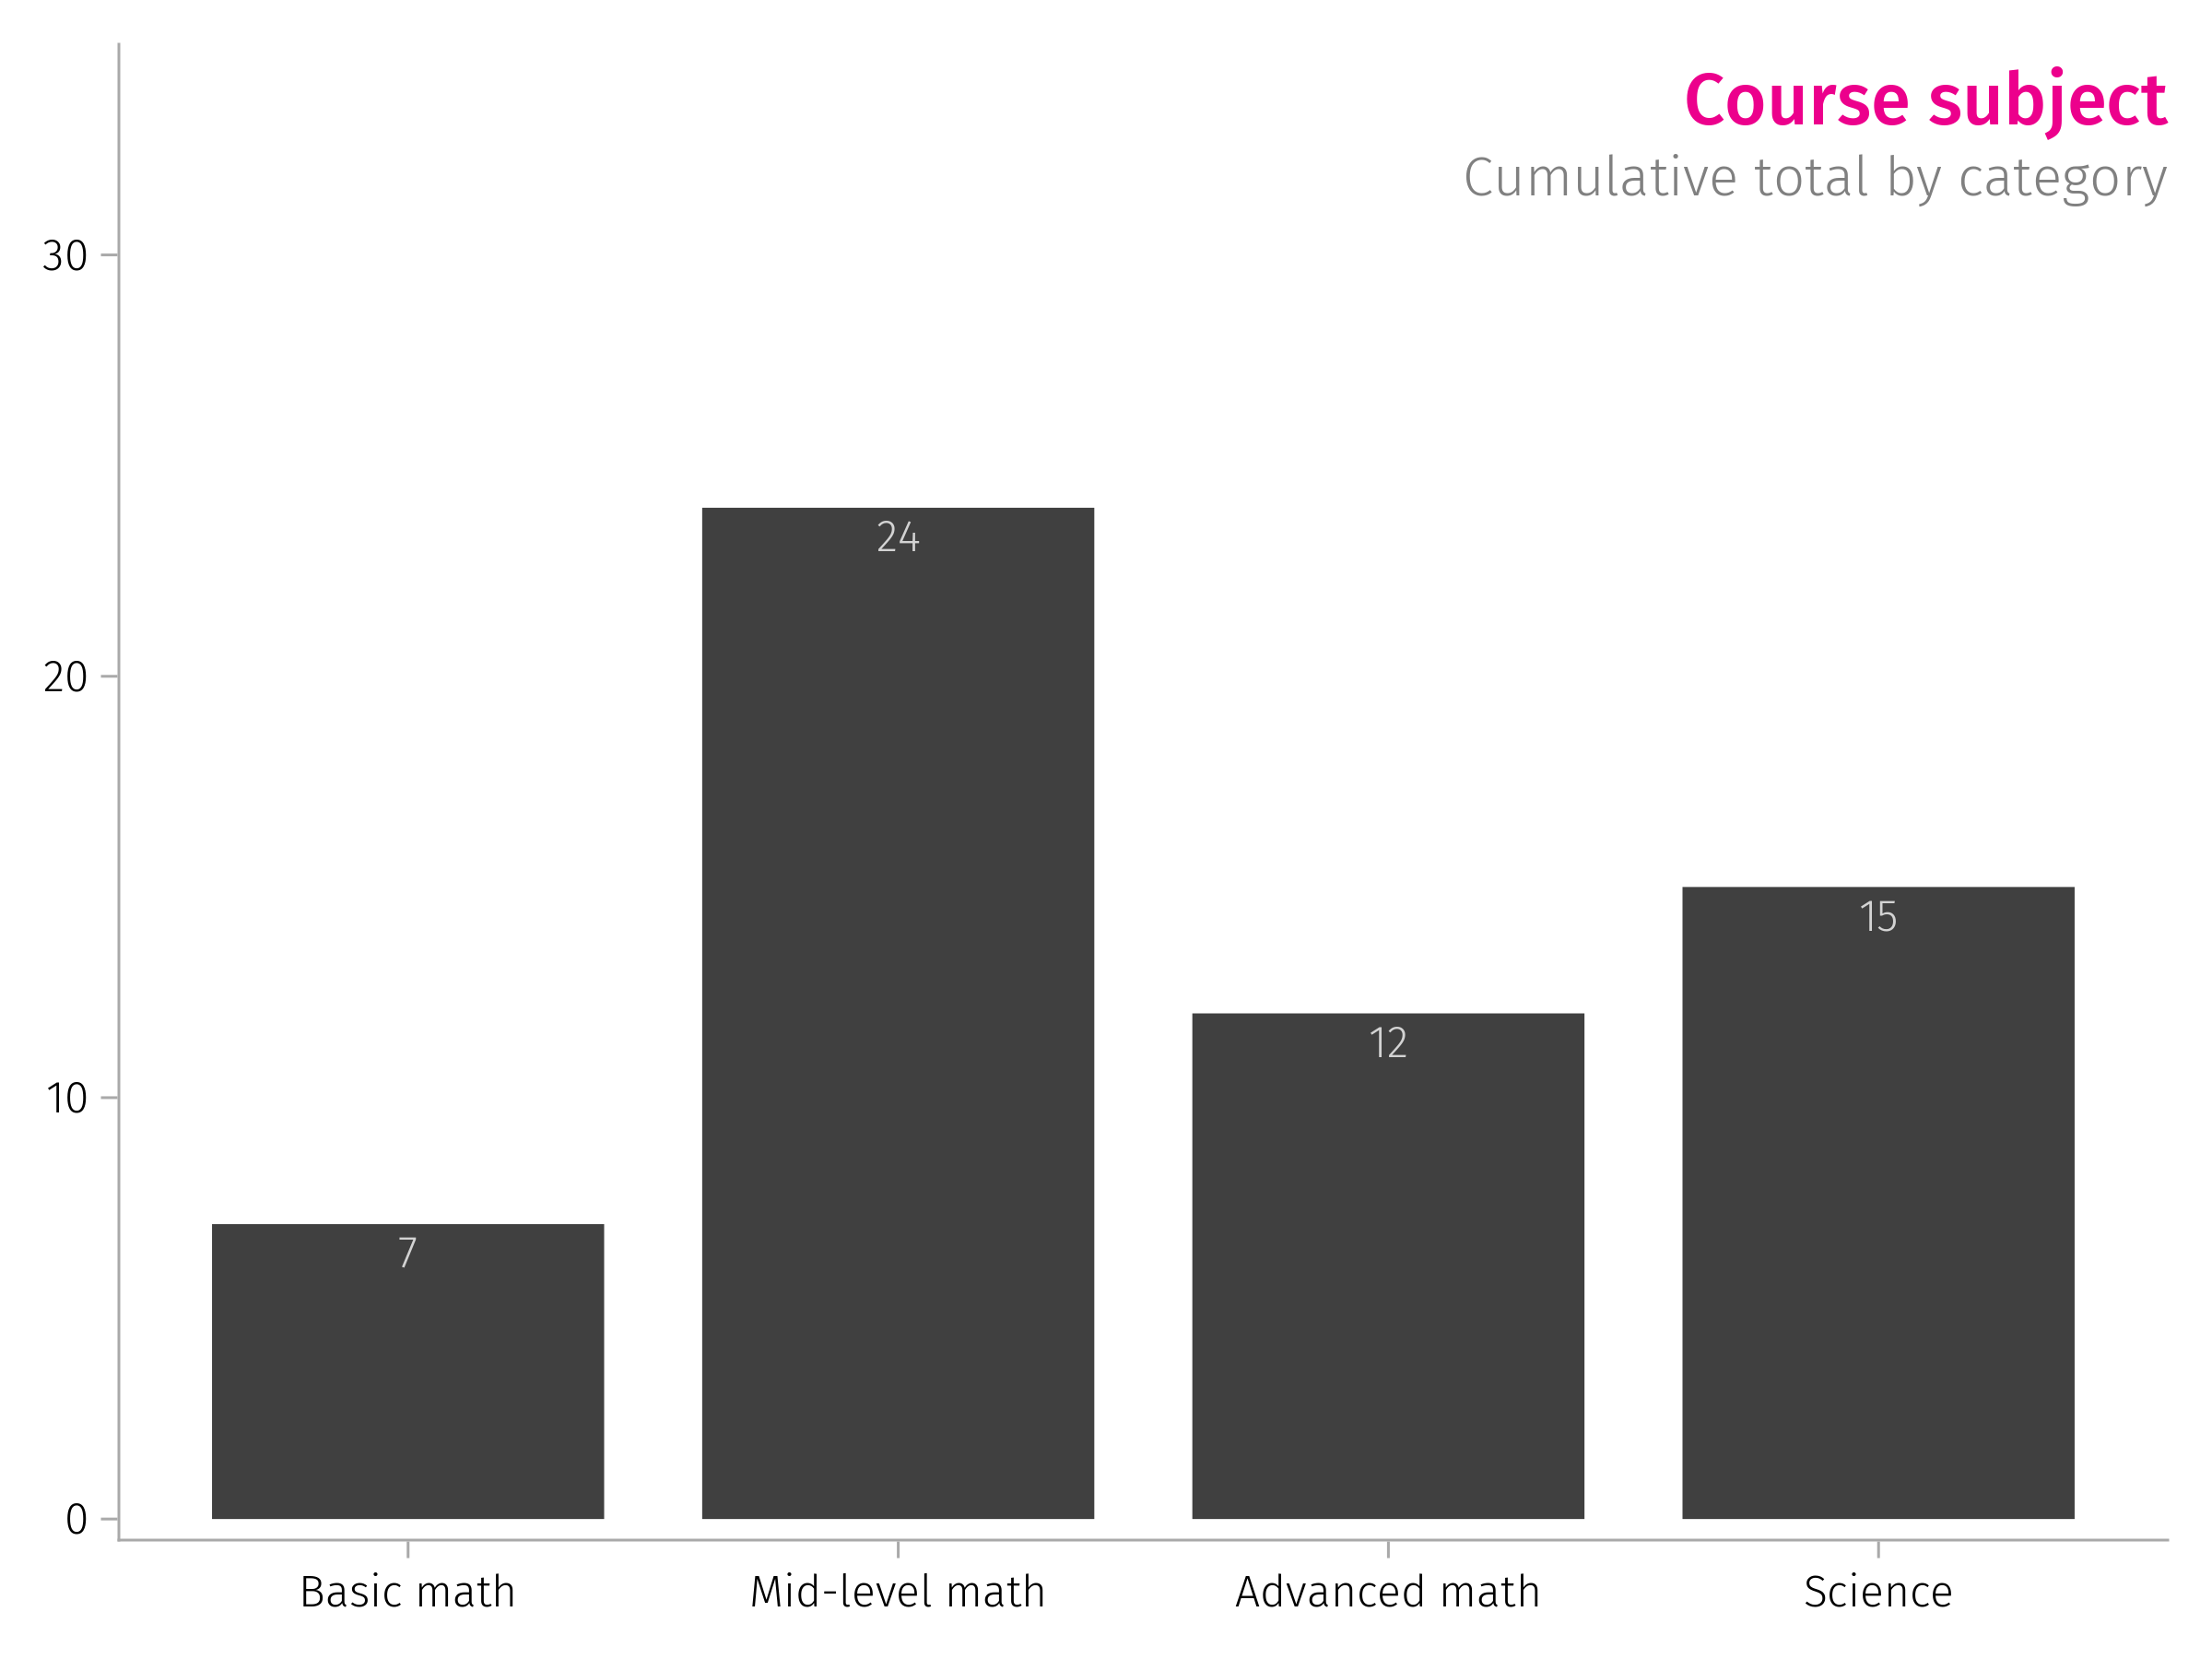 Course subject
Cumulative total by category
30
20
10
0
24
15
12
7
Basic math
Mid-level math
Advanced math
Science